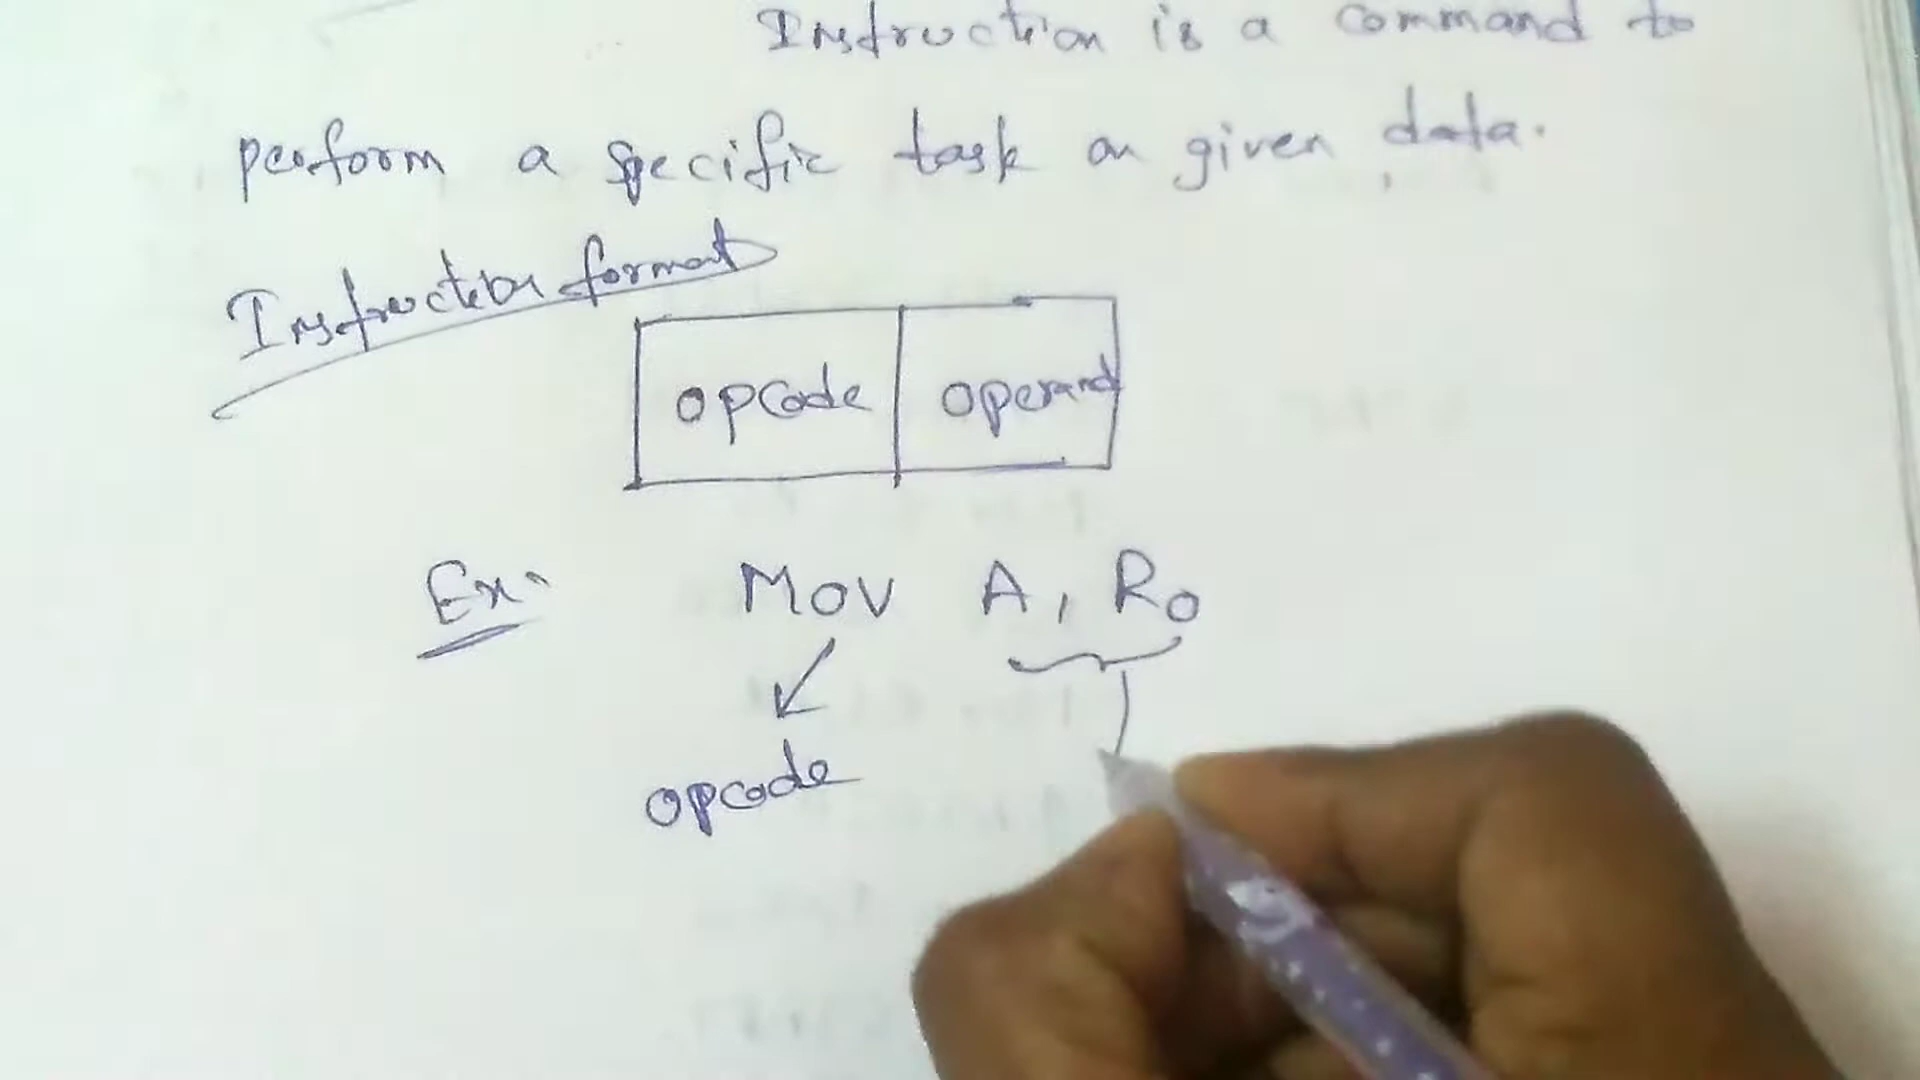 Instruction is a command to
perform a specific task on given data.
Instruction format
opcode operand
Ex: Mov A, R0
opcode